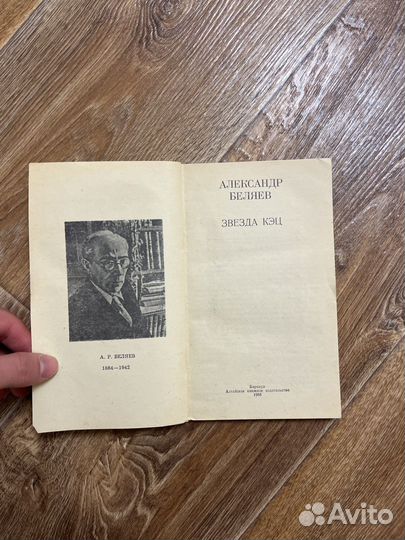 А. Р. БЕЛЯЕВ
1884—1942
АЛЕКСАНДР
БЕЛЯЕВ
ЗВЕЗДА КЭЦ
Барнаул
Алтайское книжное издательство
Avito